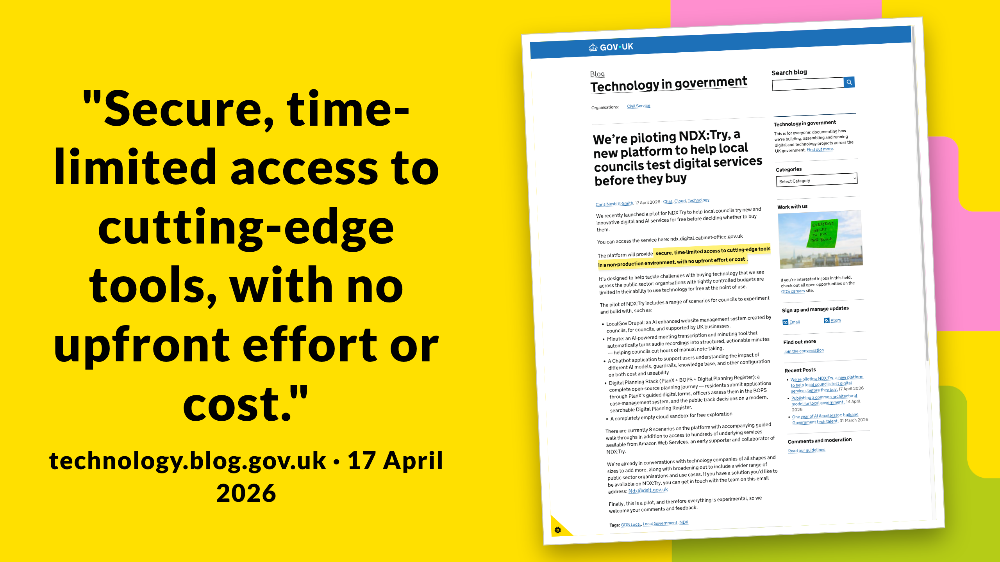 "Secure, time-
limited access to
cutting-edge
tools, with no
upfront effort or
cost."
technology.blog.gov.uk · 17 April
2026
GOV·UK
Blog
Technology in government
Organisations: Civil Service
We're piloting NDX:Try, a
new platform to help local
councils test digital services
before they buy
Chris Nesbitt-Smith, 17 April 2026 - Chat, Cloud, Technology
We recently launched a pilot for NDX:Try to help local councils try new and
innovative digital and AI services for free before deciding whether to buy
them.
You can access the service here: ndx.digital.cabinet-office.gov.uk
The platform will provide secure, time-limited access to cutting-edge tools
in a non-production environment, with no upfront effort or cost .
It's designed to help tackle challenges with buying technology that we see
across the public sector: organisations with tightly controlled budgets are
limited in their ability to use technology for free at the point of use.
The pilot of NDX:Try includes a range of scenarios for councils to experiment
and build with, such as:
• LocalGov Drupal: an AI enhanced website management system created by
councils, for councils, and supported by UK businesses.
• Minute: an AI-powered meeting transcription and minuting tool that
automatically turns audio recordings into structured, actionable minutes
— helping councils cut hours of manual note-taking.
• A Chatbot application to support users understanding the impact of
different AI models, guardrails, knowledge base, and other configuration
on both cost and useability
• Digital Planning Stack (PlanX + BOPS + Digital Planning Register): a
complete open-source planning journey — residents submit applications
through PlanX's guided digital forms, officers assess them in the BOPS
case-management system, and the public track decisions on a modern,
searchable Digital Planning Register.
• A completely empty cloud sandbox for free exploration
There are currently 8 scenarios on the platform with accompanying guided
walk throughs in addition to access to hundreds of underlying services
available from Amazon Web Services, an early supporter and collaborator of
NDX:Try.
We're already in conversations with technology companies of all shapes and
sizes to add more, along with broadening out to include a wider range of
public sector organisations and use cases. If you have a solution you'd like to
be available on NDX:Try, you can get in touch with the team on this email
address: Ndx@dsit.gov.uk
Finally, this is a pilot, and therefore everything is experimental, so we
welcome your comments and feedback.
Tags: GDS Local, Local Government, NDX
Search blog
Technology in government
This is for everyone: documenting how
we're building, assembling and running
digital and technology projects across the
UK government. Find out more.
Categories
Select Category
Work with us
EVERYBODY
HELPS
TO FIX
THE BUILD
If you're interested in jobs in this field,
check out all open opportunities on the
GDS careers site.
Sign up and manage updates
Email Atom
Find out more
Join the conversation
Recent Posts
• We're piloting NDX:Try, a new platform
to help local councils test digital
services before they buy, 17 April 2026
• Publishing a common architectural
model for local government , 14 April
2026
• One year of AI Accelerator: building
Government tech talent, 31 March 2026
Comments and moderation
Read our guidelines